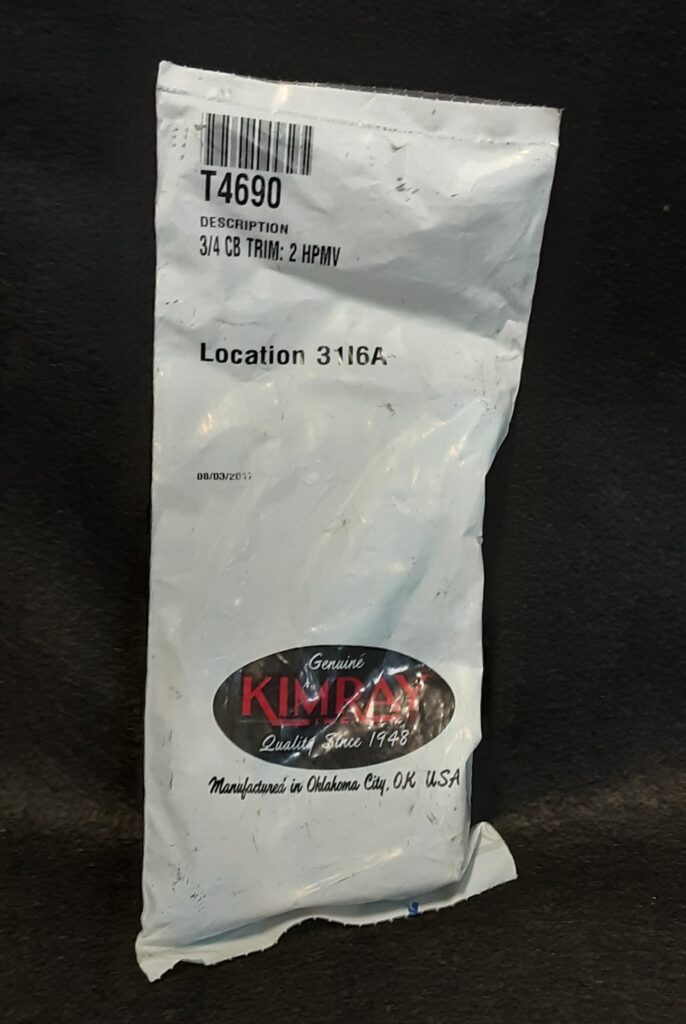 T4690
DESCRIPTION
3/4 CB TRIM: 2 HPMV
Location 31I6A
08/03/2017
Genuine
KIMRAY
INC
Quality Since 1948
Manufactured in Oklahoma City, OK USA